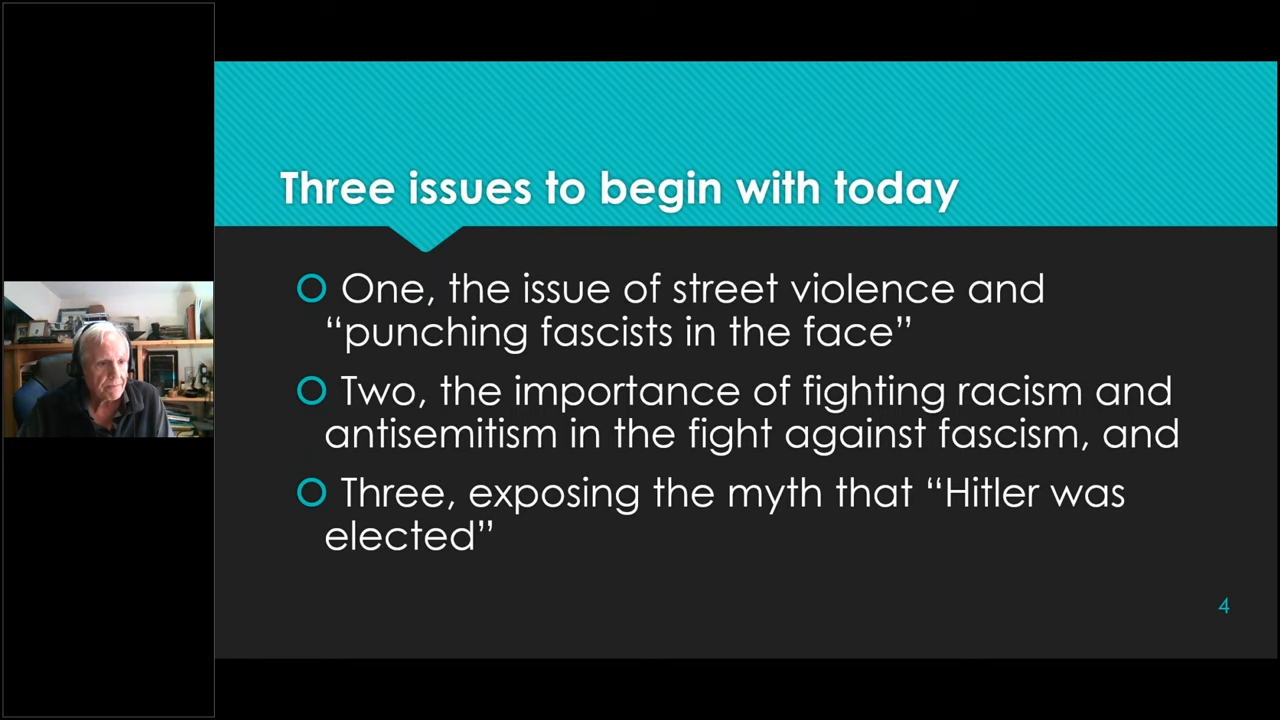 Three issues to begin with today
One, the issue of street violence and
“punching fascists in the face”
Two, the importance of fighting racism and
antisemitism in the fight against fascism, and
Three, exposing the myth that “Hitler was
elected”
4